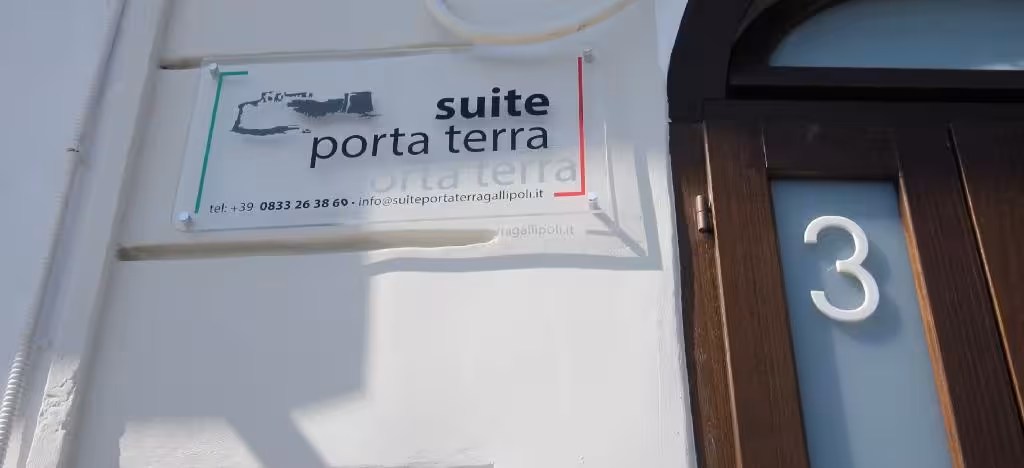 suite
porta terra
tel: +39 0833 26 38 60 · info@suiteportaterragallipoli.it
3